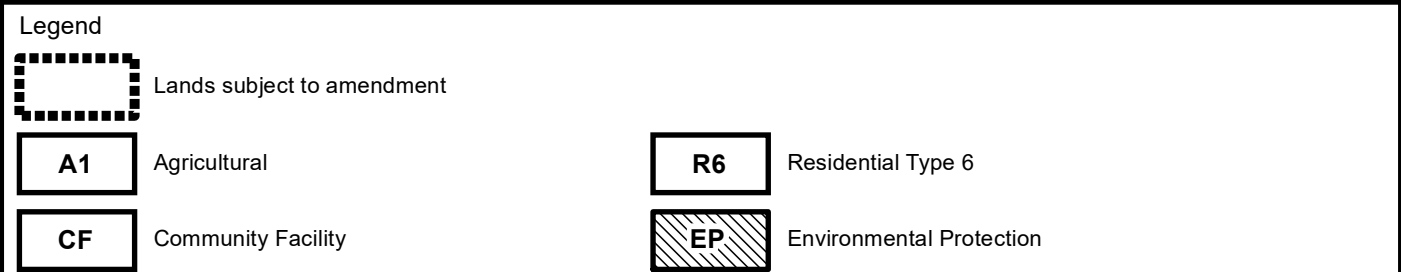 Legend
Lands subject to amendment
A1 Agricultural
R6 Residential Type 6
CF Community Facility
EP Environmental Protection